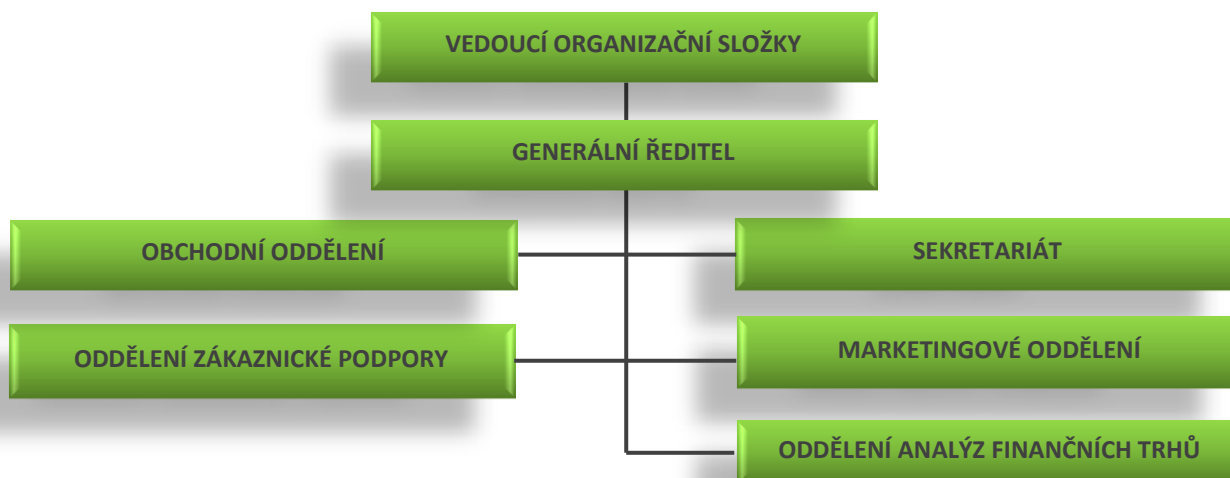 VEDOUCÍ ORGANIZAČNÍ SLOŽKY
GENERÁLNÍ ŘEDITEL
OBCHODNÍ ODDĚLENÍ
SEKRETARIÁT
ODDĚLENÍ ZÁKAZNICKÉ PODPORY
MARKETINGOVÉ ODDĚLENÍ
ODDĚLENÍ ANALÝZ FINANČNÍCH TRHŮ